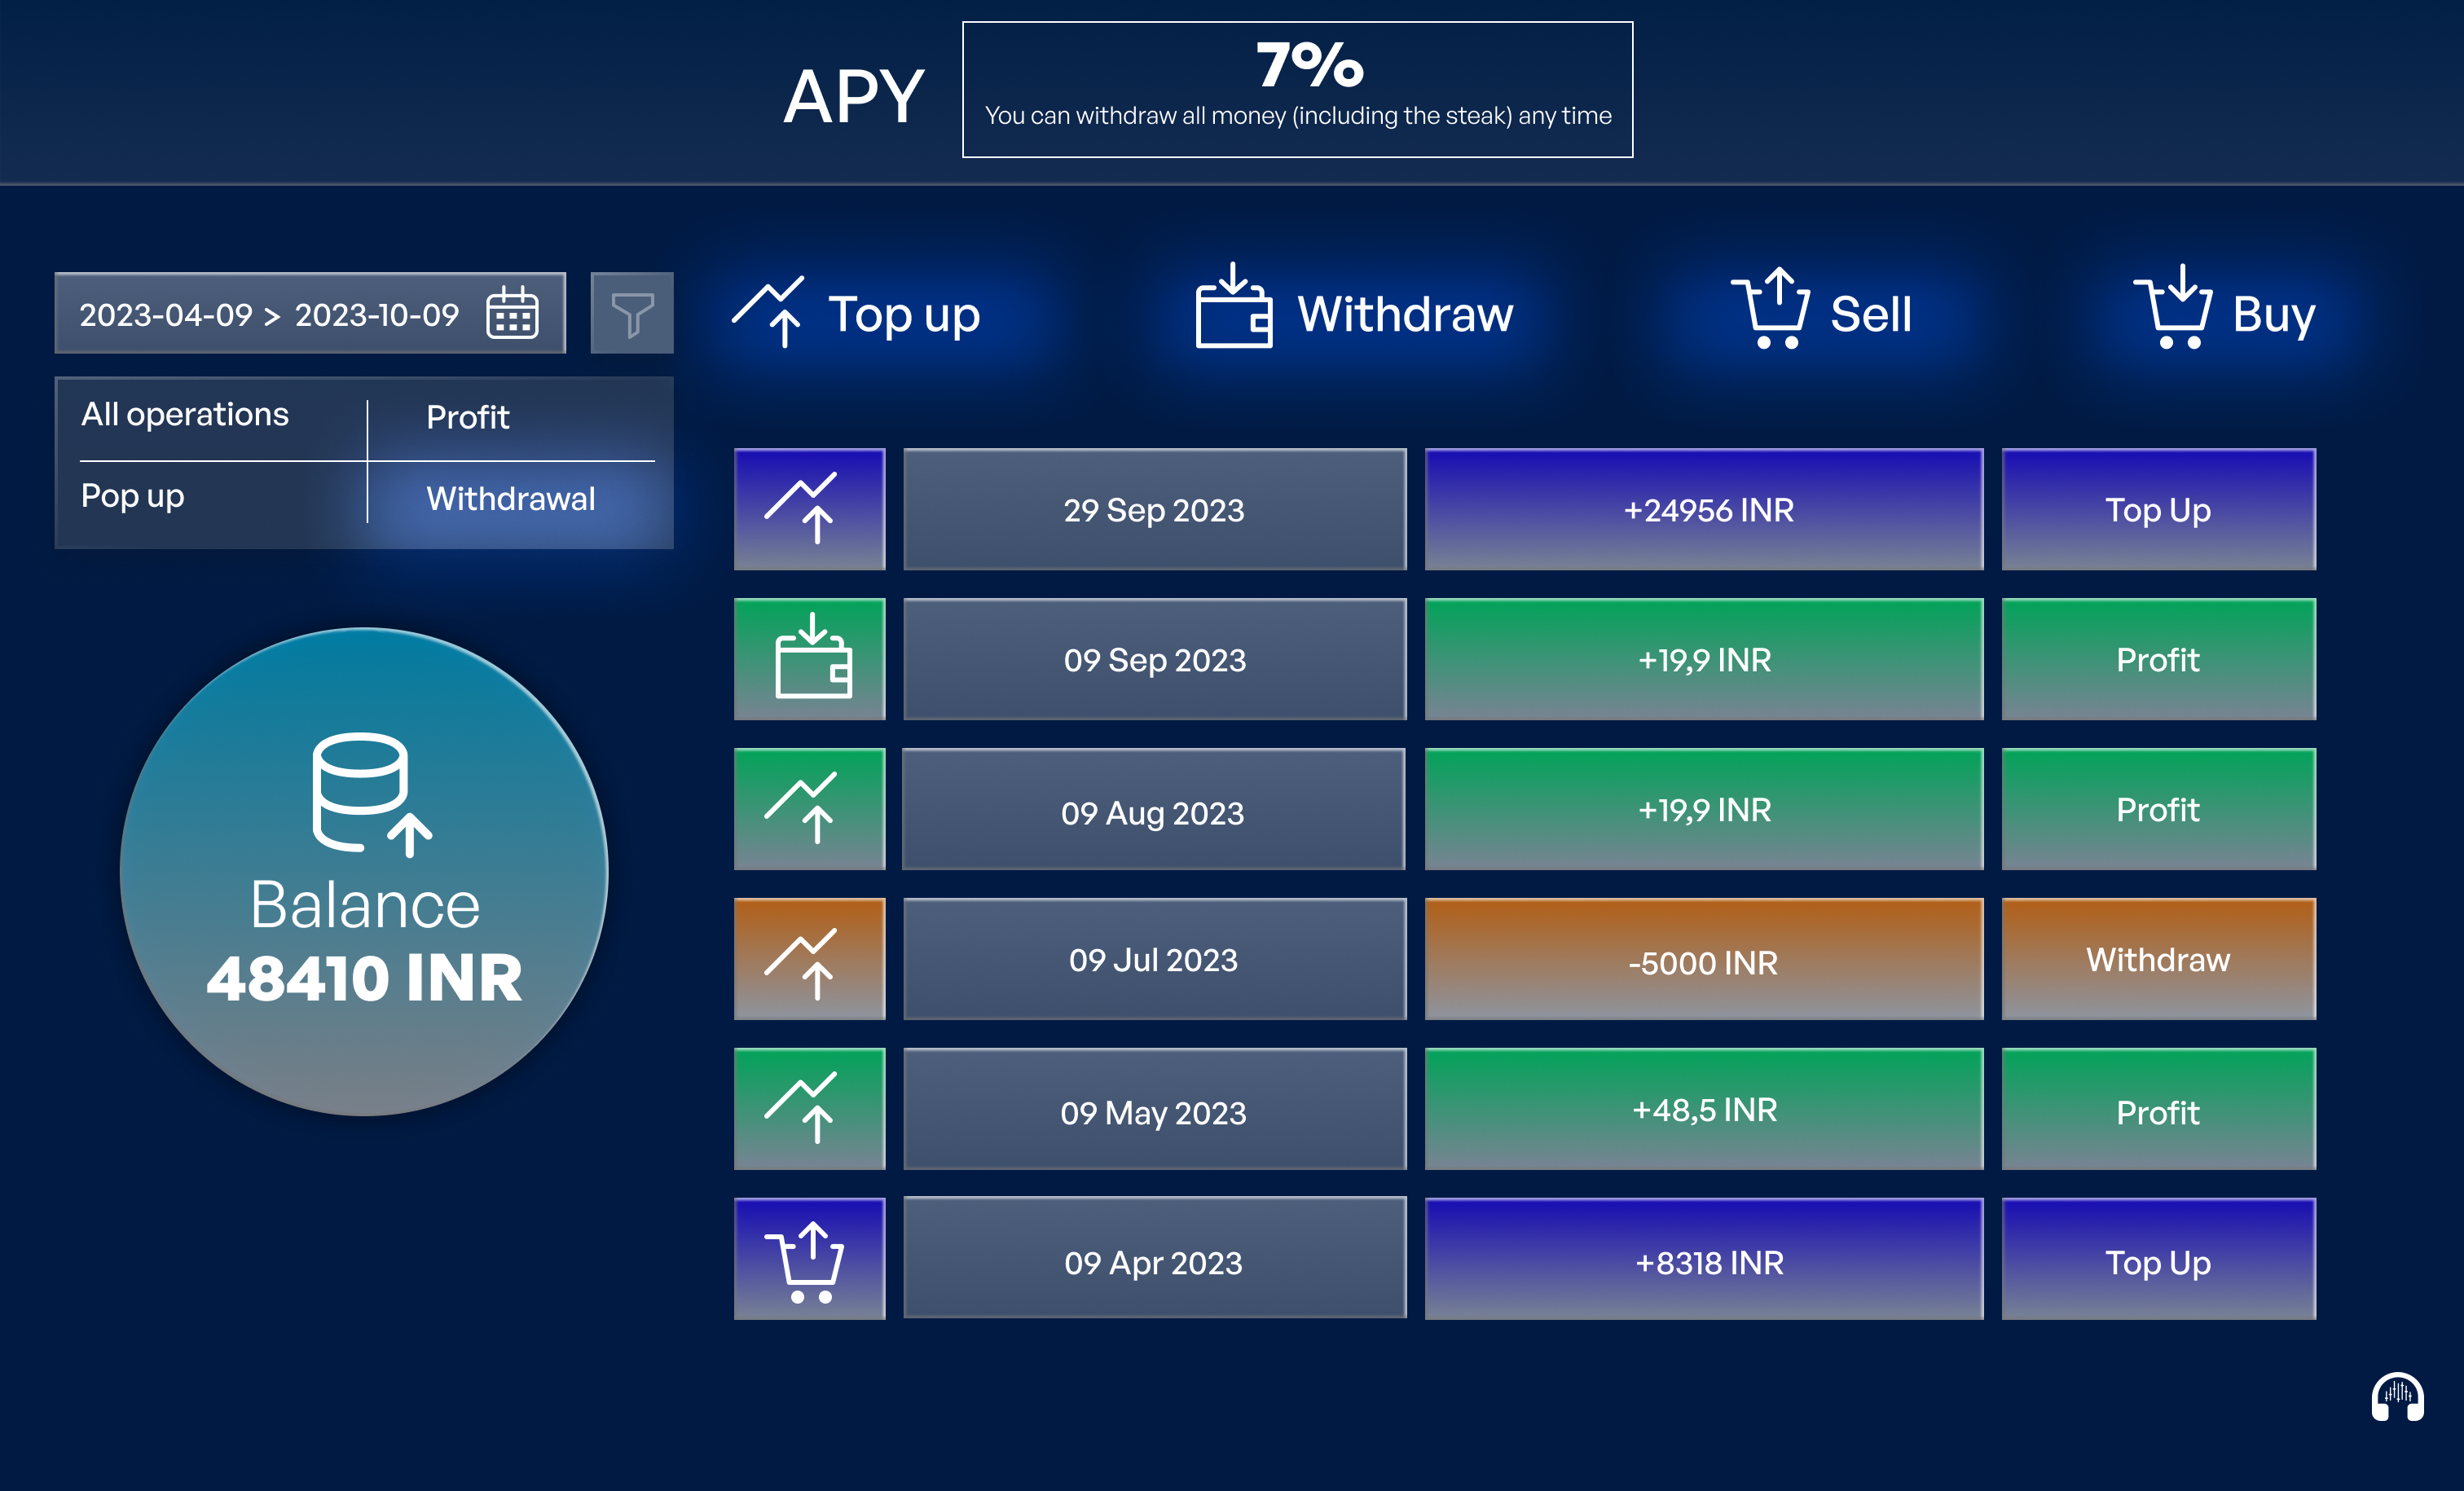 APY
7%
You can withdraw all money (including the steak) any time
2023-04-09 > 2023-10-09
Top up
Withdraw
Sell
Buy
All operations
Profit
Pop up
Withdrawal
Balance
48410 INR
29 Sep 2023
+24956 INR
Top Up
09 Sep 2023
+19,9 INR
Profit
09 Aug 2023
+19,9 INR
Profit
09 Jul 2023
-5000 INR
Withdraw
09 May 2023
+48,5 INR
Profit
09 Apr 2023
+8318 INR
Top Up